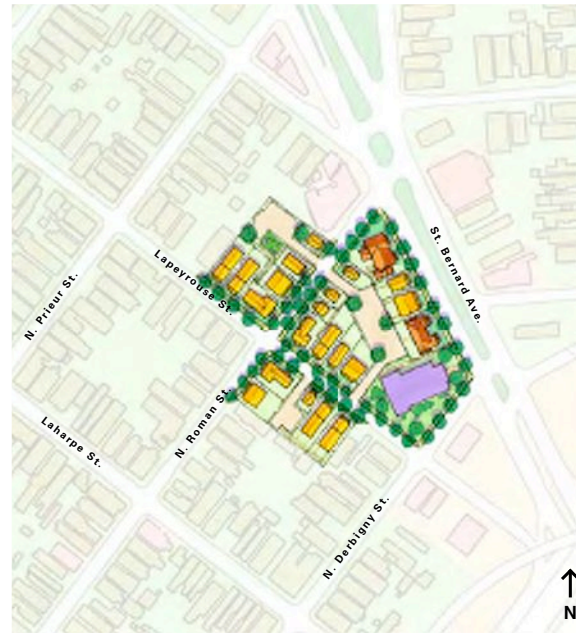 St. Bernard Ave.
Lapeyrouse St.
N. Prieur St.
N. Roman St.
Laharpe St.
N. Derbigny St.
N